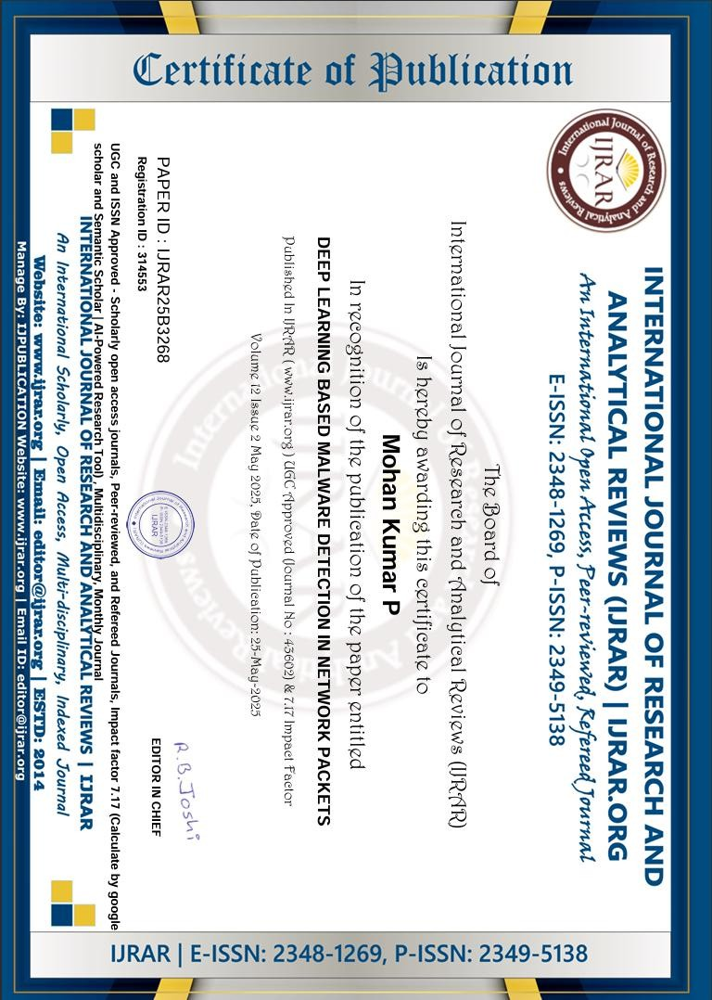 Certificate of Publication
International Journal of Research and Analytical Reviews
IJRAR
INTERNATIONAL JOURNAL OF RESEARCH AND
ANALYTICAL REVIEWS (IJRAR) | IJRAR.ORG
An International Open Access, Peer-reviewed, Refereed Journal
E-ISSN: 2348-1269, P-ISSN: 2349-5138
The Board of
International Journal of Research and Analytical Reviews (IJRAR)
Is hereby awarding this certificate to
Mohan Kumar P
In recognition of the publication of the paper entitled
DEEP LEARNING BASED MALWARE DETECTION IN NETWORK PACKETS
Published In IJRAR ( www.ijrar.org ) UGC Approved (Journal No : 43602) & 7.17 Impact Factor
Volume 12 Issue 2 May 2025, Date of Publication: 25-May-2025
PAPER ID : IJRAR25B3268
Registration ID : 314553
R.B.Joshi
EDITOR IN CHIEF
UGC and ISSN Approved - Scholarly open access journals, Peer-reviewed, and Refereed Journals, Impact factor 7.17 (Calculate by google
scholar and Semantic Scholar | AI-Powered Research Tool), Multidisciplinary, Monthly Journal
INTERNATIONAL JOURNAL OF RESEARCH AND ANALYTICAL REVIEWS | IJRAR
An International Scholarly, Open Access, Multi-disciplinary, Indexed Journal
Website: www.ijrar.org | Email: editor@ijrar.org | ESTD: 2014
Manage By: IJPUBLICATION Website: www.ijrar.org | Email ID: editor@ijrar.org
IJRAR | E-ISSN: 2348-1269, P-ISSN: 2349-5138